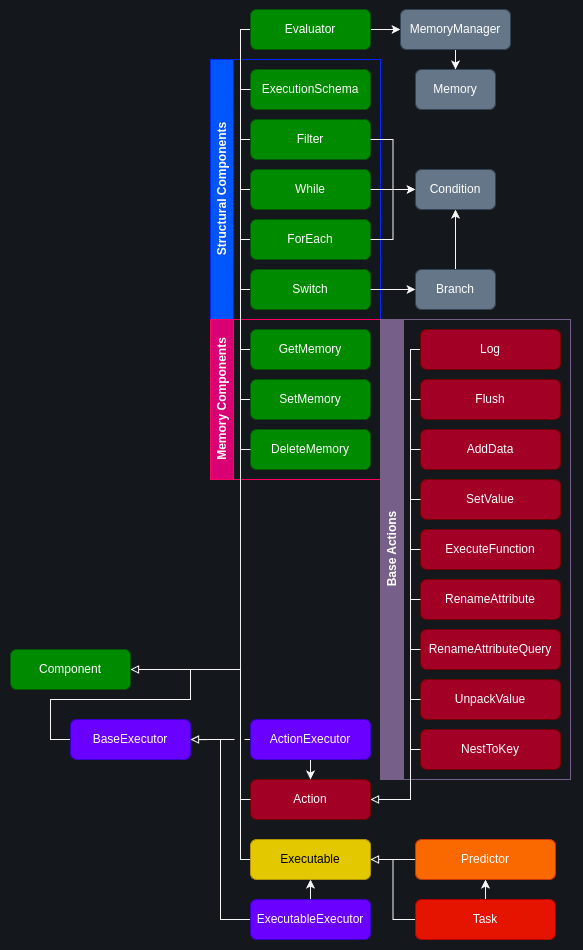 Evaluator
MemoryManager
ExecutionSchema
Memory
Structural Components
Filter
While
Condition
ForEach
Switch
Branch
Memory Components
GetMemory
SetMemory
DeleteMemory
Base Actions
Log
Flush
AddData
SetValue
ExecuteFunction
RenameAttribute
RenameAttributeQuery
UnpackValue
NestToKey
Component
BaseExecutor
ActionExecutor
Action
Executable
Predictor
ExecutableExecutor
Task